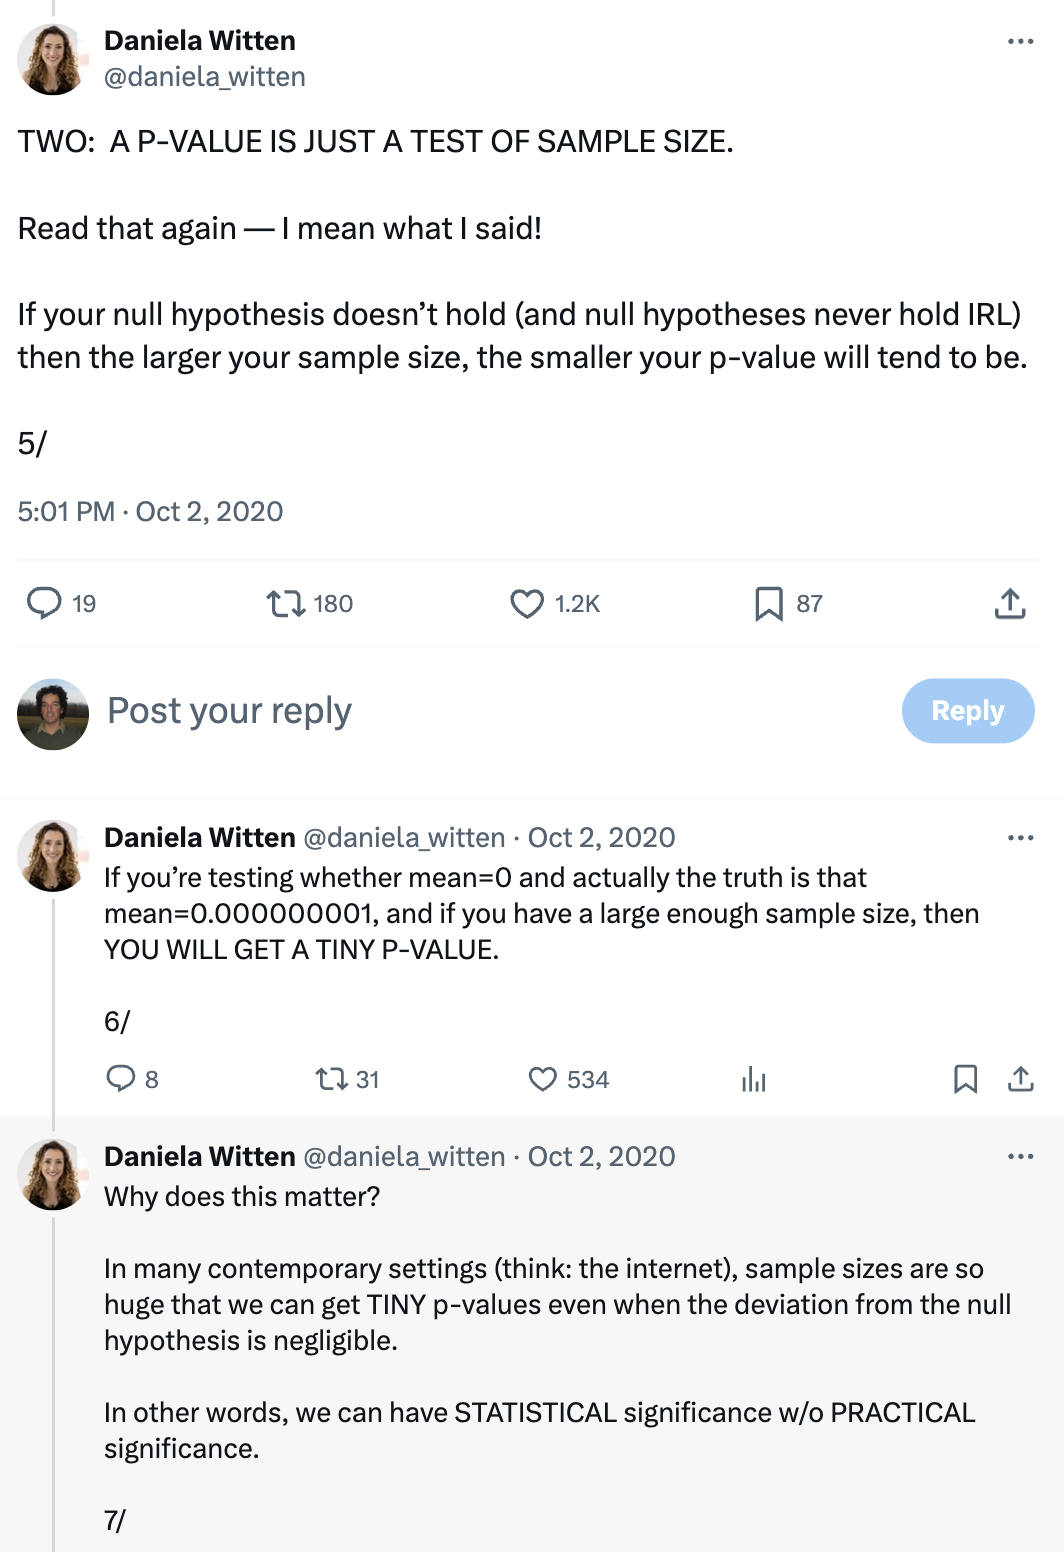 Daniela Witten
@daniela_witten
TWO:  A P-VALUE IS JUST A TEST OF SAMPLE SIZE.
Read that again — I mean what I said!
If your null hypothesis doesn’t hold (and null hypotheses never hold IRL)
then the larger your sample size, the smaller your p-value will tend to be.
5/
5:01 PM · Oct 2, 2020
19 180 1.2K 87
Post your reply Reply
Daniela Witten @daniela_witten · Oct 2, 2020
If you’re testing whether mean=0 and actually the truth is that
mean=0.000000001, and if you have a large enough sample size, then
YOU WILL GET A TINY P-VALUE.
6/
8 31 534
Daniela Witten @daniela_witten · Oct 2, 2020
Why does this matter?
In many contemporary settings (think: the internet), sample sizes are so
huge that we can get TINY p-values even when the deviation from the null
hypothesis is negligible.
In other words, we can have STATISTICAL significance w/o PRACTICAL
significance.
7/